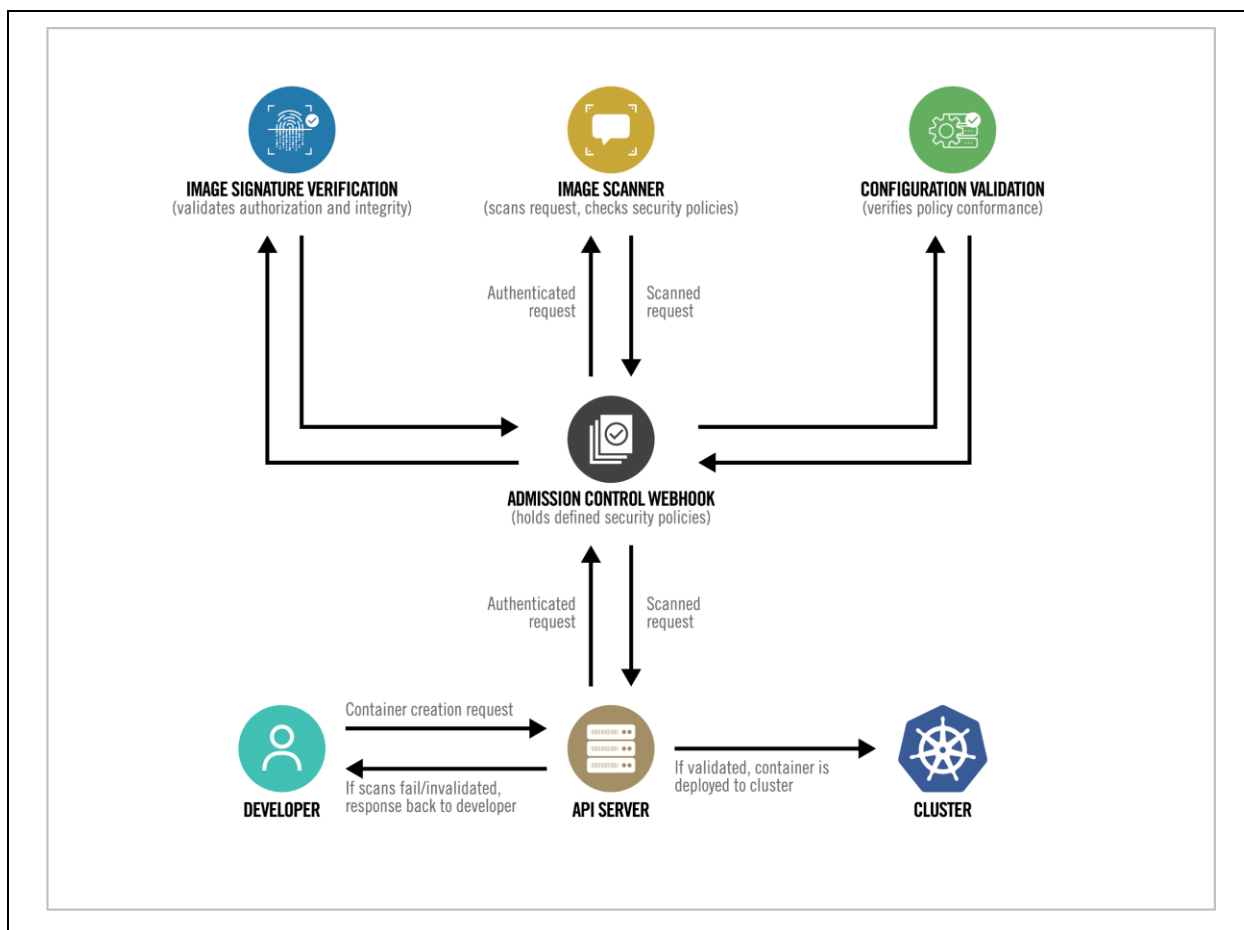 IMAGE SIGNATURE VERIFICATION
(validates authorization and integrity)
IMAGE SCANNER
(scans request, checks security policies)
CONFIGURATION VALIDATION
(verifies policy conformance)
Authenticated
request
Scanned
request
ADMISSION CONTROL WEBHOOK
(holds defined security policies)
Authenticated
request
Scanned
request
Container creation request
If scans fail/invalidated,
response back to developer
DEVELOPER
API SERVER
If validated, container is
deployed to cluster
CLUSTER